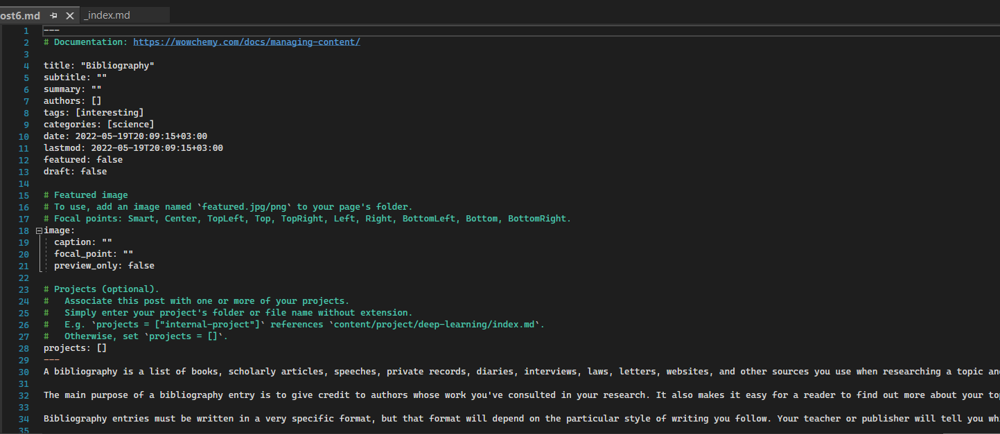 ost6.md
_index.md
1 ---
2 # Documentation: https://wowchemy.com/docs/managing-content/
3
4 title: "Bibliography"
5 subtitle: ""
6 summary: ""
7 authors: []
8 tags: [interesting]
9 categories: [science]
10 date: 2022-05-19T20:09:15+03:00
11 lastmod: 2022-05-19T20:09:15+03:00
12 featured: false
13 draft: false
14
15 # Featured image
16 # To use, add an image named `featured.jpg/png` to your page's folder.
17 # Focal points: Smart, Center, TopLeft, Top, TopRight, Left, Right, BottomLeft, Bottom, BottomRight.
18 image:
19   caption: ""
20   focal_point: ""
21   preview_only: false
22
23 # Projects (optional).
24 #   Associate this post with one or more of your projects.
25 #   Simply enter your project's folder or file name without extension.
26 #   E.g. `projects = ["internal-project"]` references `content/project/deep-learning/index.md`.
27 #   Otherwise, set `projects = []`.
28 projects: []
29 ---
30 A bibliography is a list of books, scholarly articles, speeches, private records, diaries, interviews, laws, letters, websites, and other sources you use when researching a topic and
31
32 The main purpose of a bibliography entry is to give credit to authors whose work you've consulted in your research. It also makes it easy for a reader to find out more about your
33
34 Bibliography entries must be written in a very specific format, but that format will depend on the particular style of writing you follow. Your teacher or publisher will tell you
35